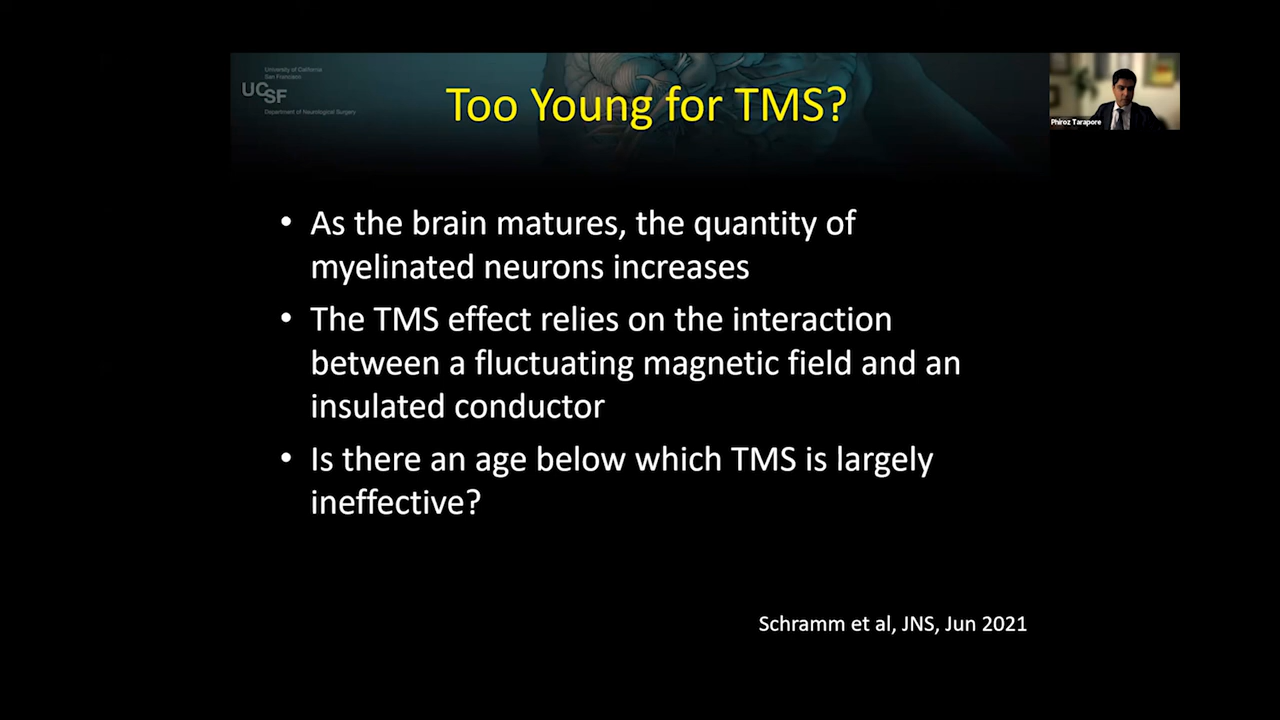 University of California
San Francisco
UCSF
Department of Neurological Surgery
Too Young for TMS?
Phiroz Tarapore
• As the brain matures, the quantity of
myelinated neurons increases
• The TMS effect relies on the interaction
between a fluctuating magnetic field and an
insulated conductor
• Is there an age below which TMS is largely
ineffective?
Schramm et al, JNS, Jun 2021